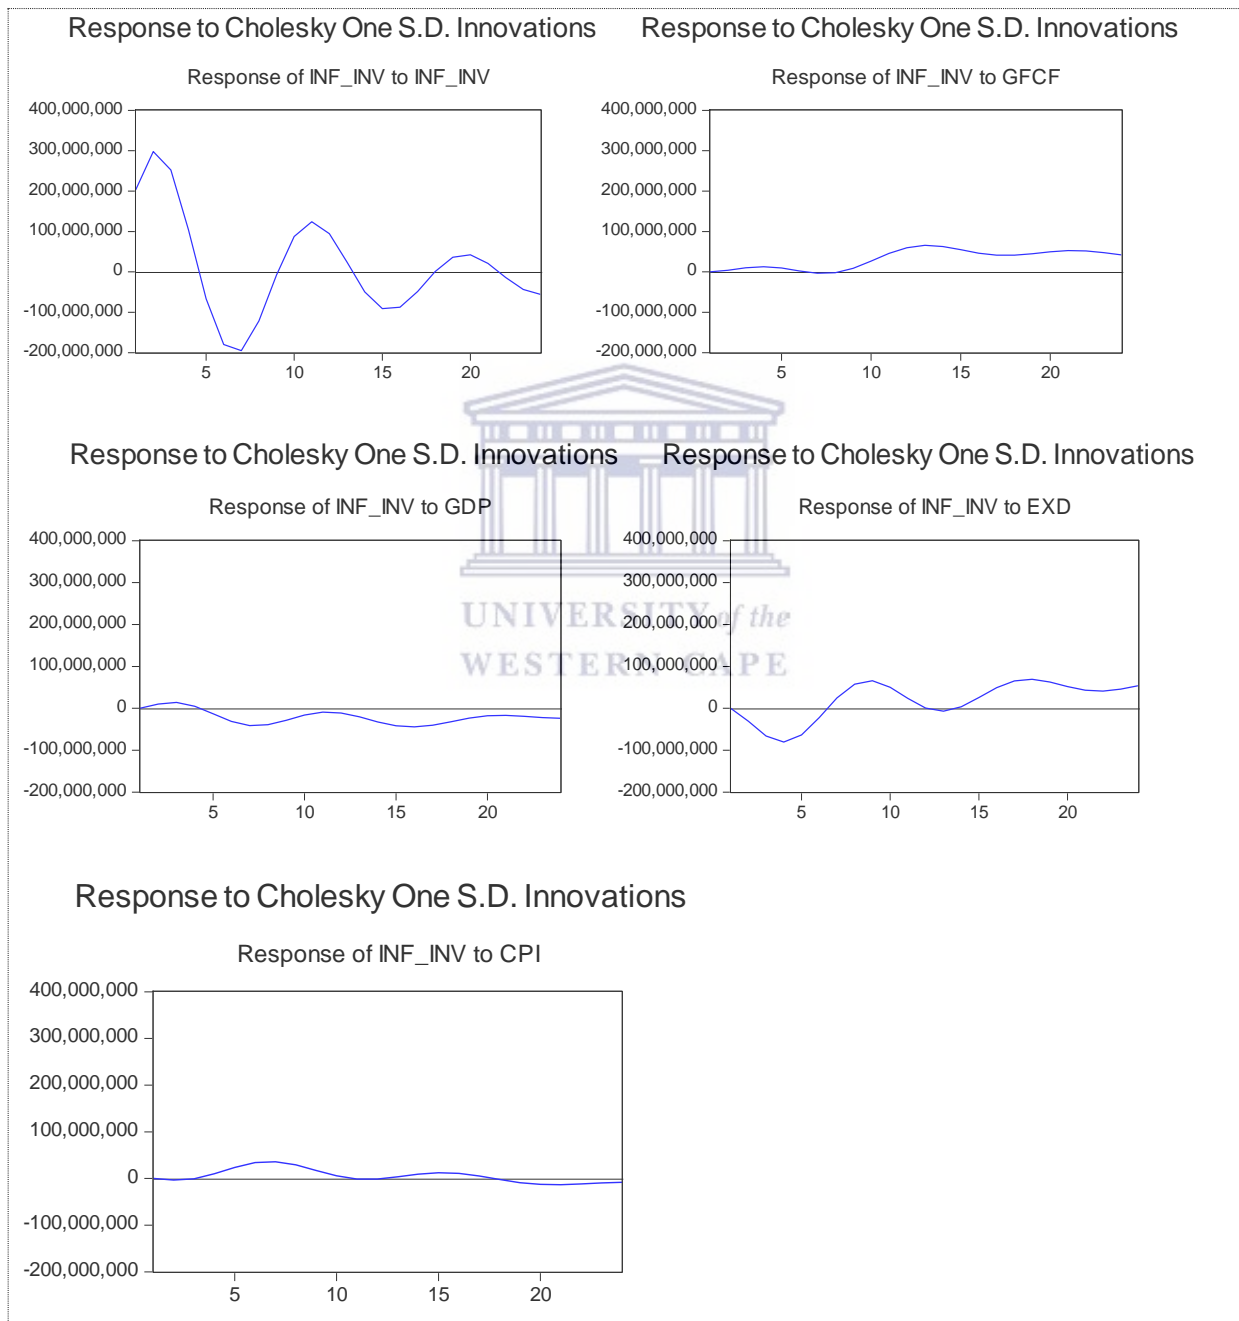 Response to Cholesky One S.D. Innovations
Response of INF_INV to INF_INV
400,000,000
300,000,000
200,000,000
100,000,000
0
-100,000,000
-200,000,000
5 10 15 20
Response to Cholesky One S.D. Innovations
Response of INF_INV to GFCF
400,000,000
300,000,000
200,000,000
100,000,000
0
-100,000,000
-200,000,000
5 10 15 20
Response to Cholesky One S.D. Innovations
Response of INF_INV to GDP
400,000,000
300,000,000
200,000,000
100,000,000
0
-100,000,000
-200,000,000
5 10 15 20
Response to Cholesky One S.D. Innovations
Response of INF_INV to EXD
400,000,000
300,000,000
200,000,000
100,000,000
0
-100,000,000
-200,000,000
5 10 15 20
UNIVERSITY of the
WESTERN CAPE
Response to Cholesky One S.D. Innovations
Response of INF_INV to CPI
400,000,000
300,000,000
200,000,000
100,000,000
0
-100,000,000
-200,000,000
5 10 15 20